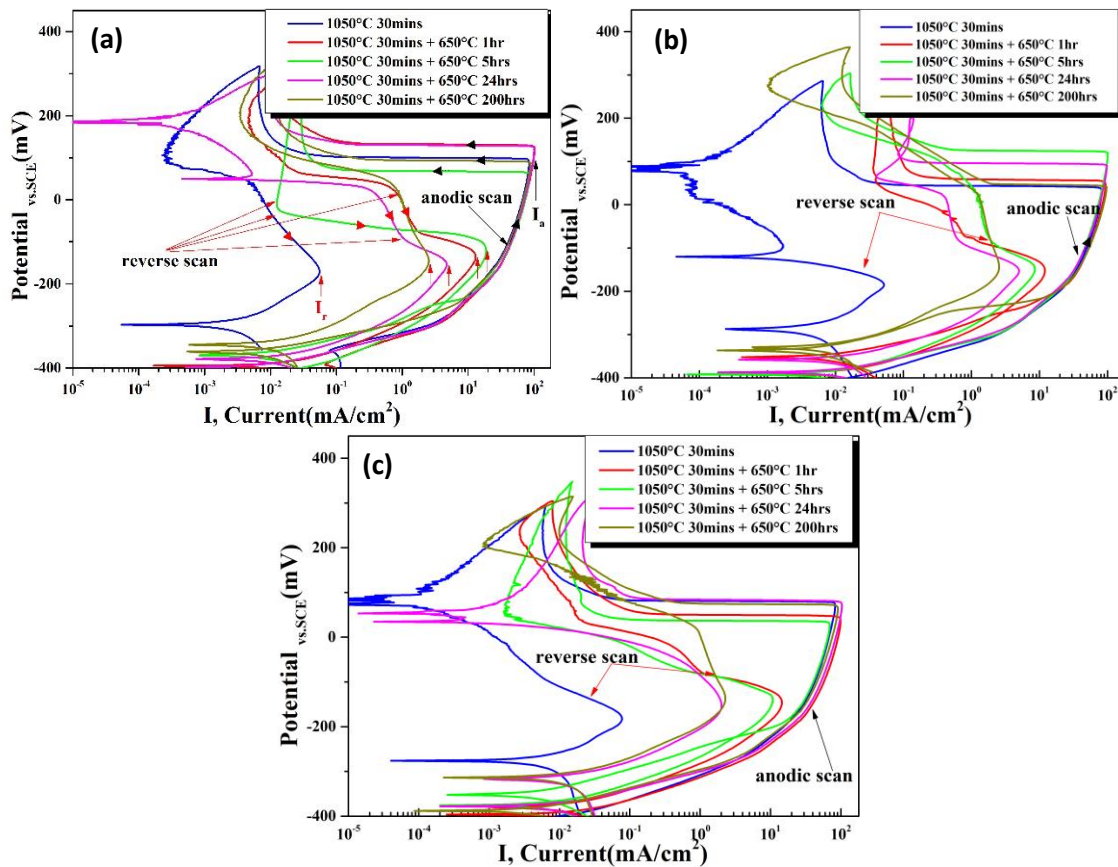 (a)
1050°C 30mins
1050°C 30mins + 650°C 1hr
1050°C 30mins + 650°C 5hrs
1050°C 30mins + 650°C 24hrs
1050°C 30mins + 650°C 200hrs
400
200
0
-200
-400
Potential vs.SCE(mV)
anodic scan
Ia
reverse scan
Ir
10-5 10-4 10-3 10-2 10-1 100 101 102
I, Current(mA/cm2)
(b)
1050°C 30mins
1050°C 30mins + 650°C 1hr
1050°C 30mins + 650°C 5hrs
1050°C 30mins + 650°C 24hrs
1050°C 30mins + 650°C 200hrs
400
200
0
-200
-400
Potential vs.SCE(mV)
reverse scan
anodic scan
10-5 10-4 10-3 10-2 10-1 100 101 102
I, Current(mA/cm2)
(c)
1050°C 30mins
1050°C 30mins + 650°C 1hr
1050°C 30mins + 650°C 5hrs
1050°C 30mins + 650°C 24hrs
1050°C 30mins + 650°C 200hrs
400
200
0
-200
-400
Potential vs.SCE(mV)
reverse scan
anodic scan
10-5 10-4 10-3 10-2 10-1 100 101 102
I, Current(mA/cm2)